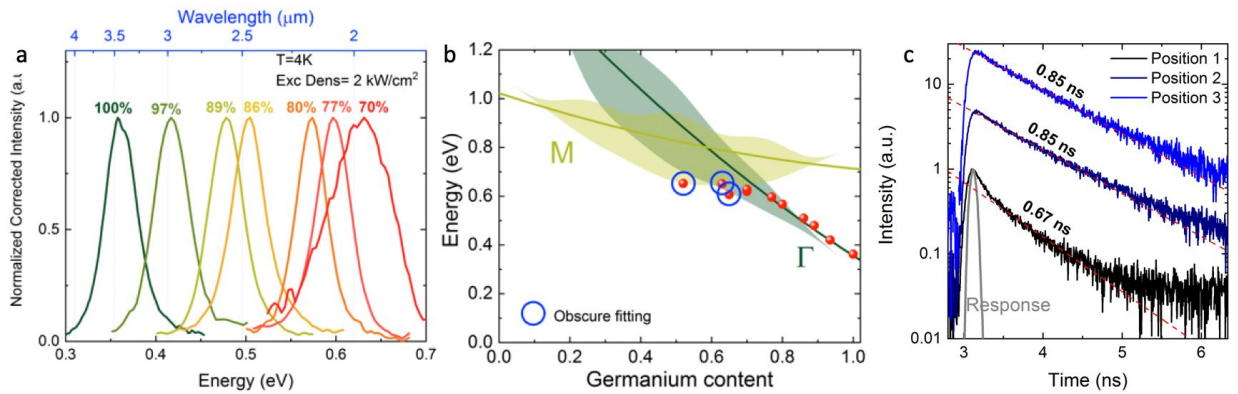 a
Wavelength (μm)
4 3.5 3 2.5 2
T=4K
Exc Dens= 2 kW/cm²
100% 97% 89% 86% 80% 77% 70%
Normalized Corrected Intensity (a.u
1.0
0.5
0.0
0.3 0.4 0.5 0.6 0.7
Energy (eV)
b
Energy (eV)
1.2
1.0
0.8
0.6
0.4
0.2
0.0
M
Γ
Obscure fitting
0.0 0.2 0.4 0.6 0.8 1.0
Germanium content
c
Intensity (a.u.)
10
1
0.1
0.01
Position 1
Position 2
Position 3
0.85 ns
0.85 ns
0.67 ns
Response
3 4 5 6
Time (ns)